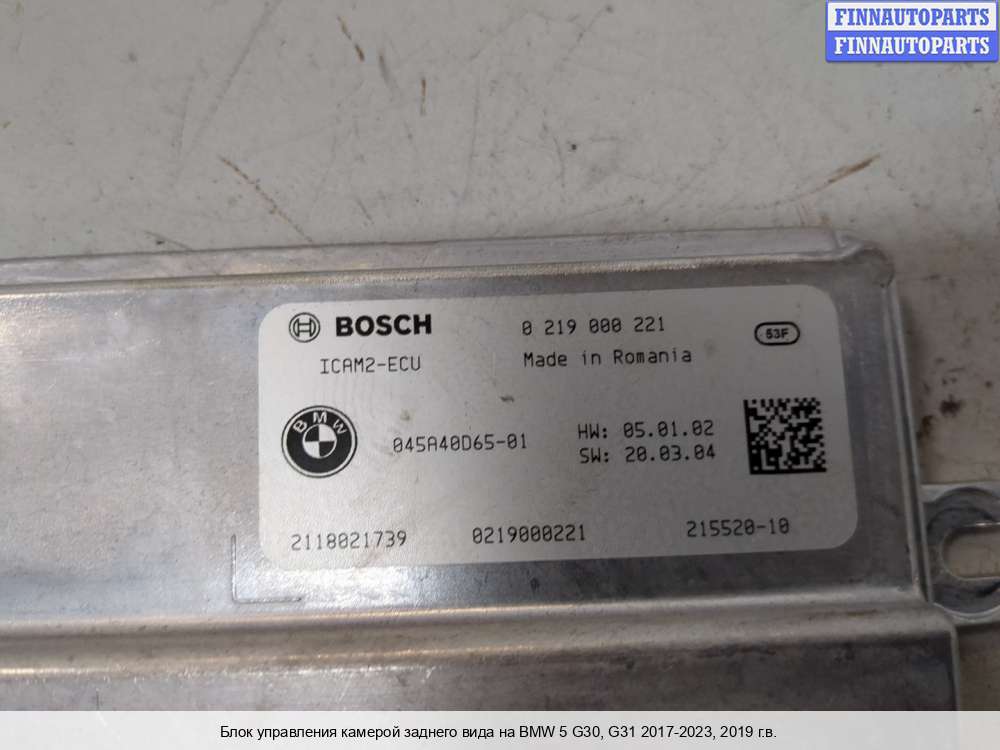 FINNAUTOPARTS
FINNAUTOPARTS
BOSCH
0 219 000 221
53F
ICAM2-ECU
Made in Romania
BMW
045A40D65-01
HW: 05.01.02
SW: 20.03.04
2118021739
0219000221
215520-10
Блок управления камерой заднего вида на BMW 5 G30, G31 2017-2023, 2019 г.в.